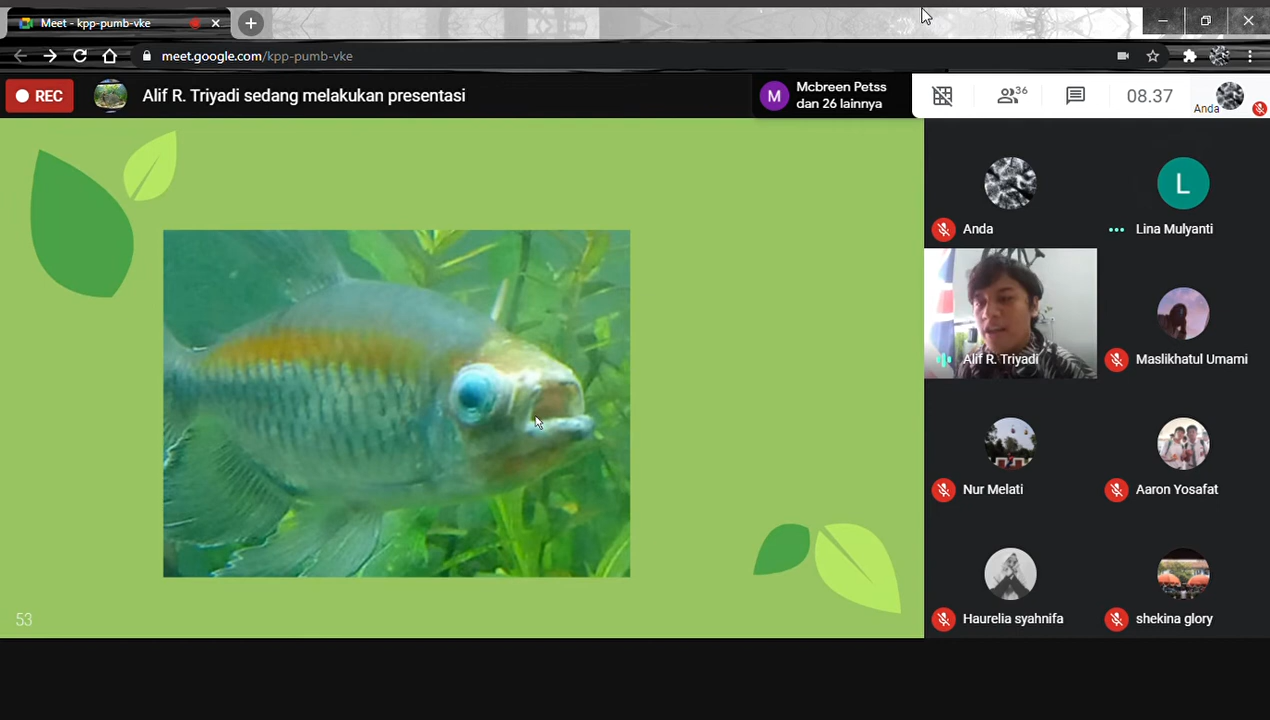 Meet - kpp-pumb-vke
meet.google.com/kpp-pumb-vke
REC
Alif R. Triyadi sedang melakukan presentasi
M
Mcbreen Petss
dan 26 lainnya
36
08.37
Anda
Anda
L
Lina Mulyanti
Alif R. Triyadi
Maslikhatul Umami
Nur Melati
Aaron Yosafat
Haurelia syahnifa
shekina glory
53